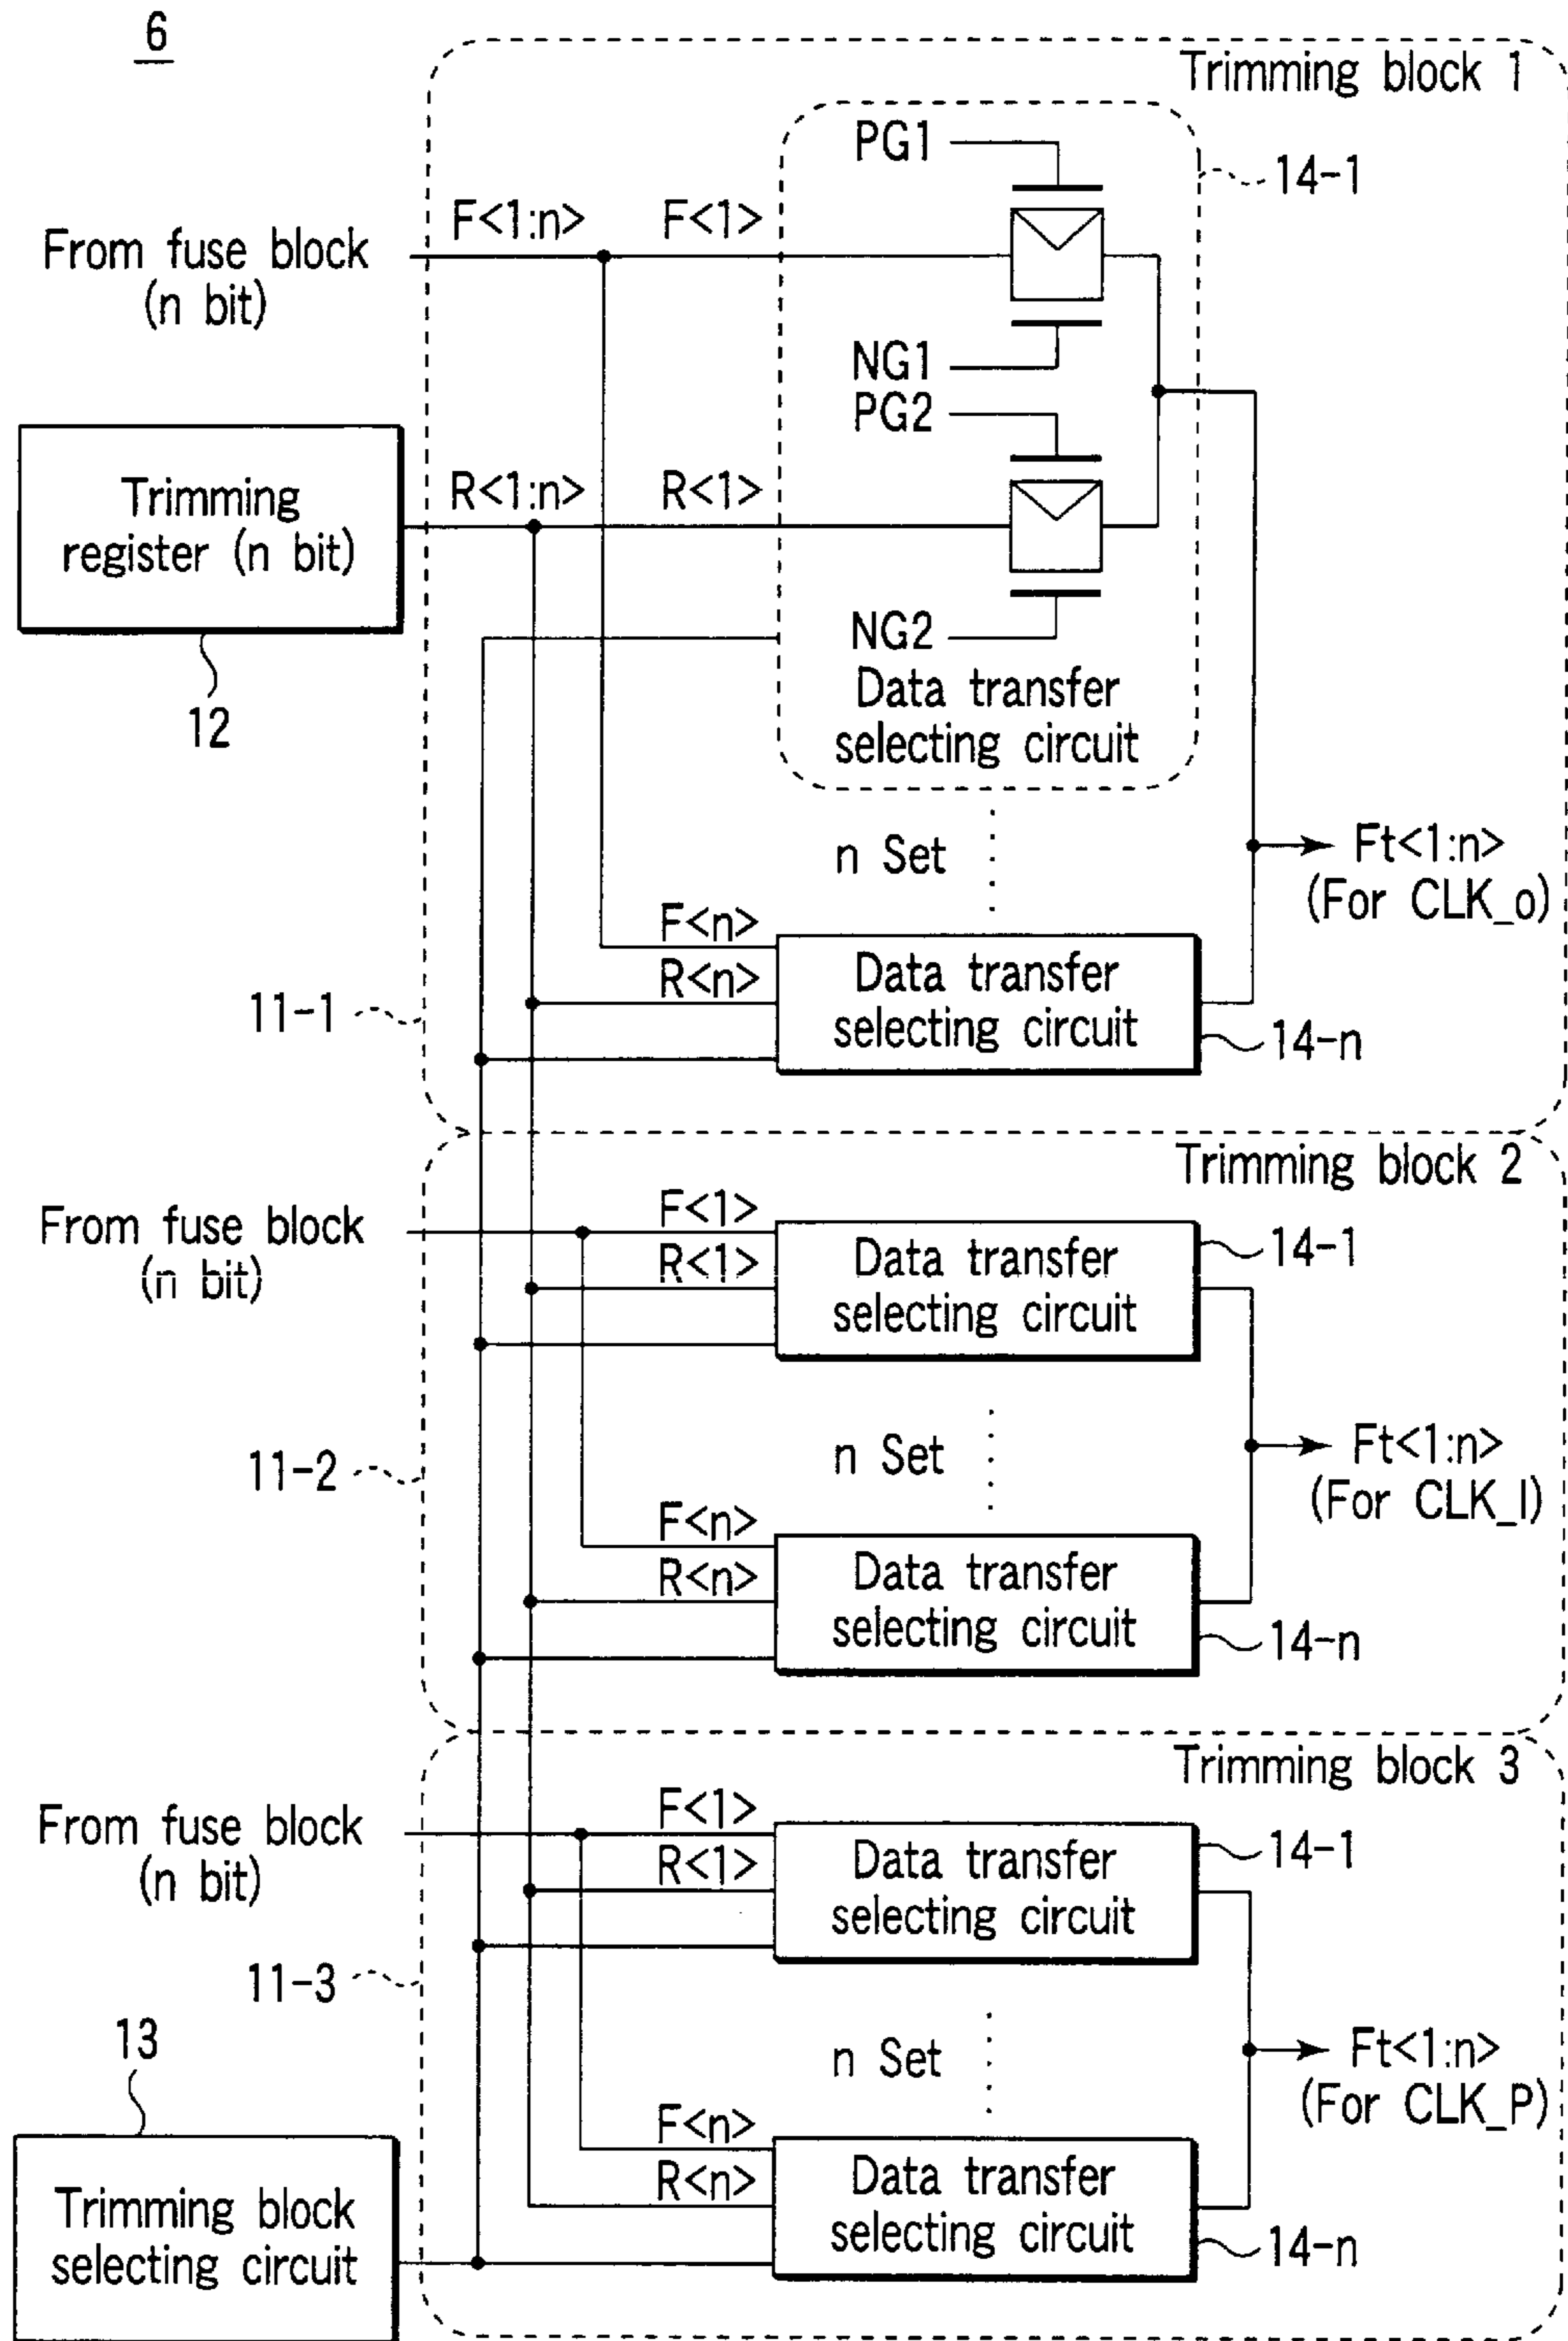 6
Trimming block 1
PG1
14-1
F<1:n>
F<1>
From fuse block
(n bit)
NG1
PG2
R<1:n>
R<1>
Trimming
register (n bit)
NG2
12
Data transfer
selecting circuit
n Set
Ft<1:n>
(For CLK_o)
F<n>
R<n>
Data transfer
selecting circuit
11-1
14-n
Trimming block 2
From fuse block
(n bit)
F<1>
R<1>
Data transfer
selecting circuit
14-1
11-2
n Set
Ft<1:n>
(For CLK_I)
F<n>
R<n>
Data transfer
selecting circuit
14-n
Trimming block 3
From fuse block
(n bit)
F<1>
R<1>
Data transfer
selecting circuit
14-1
11-3
13
n Set
Ft<1:n>
(For CLK_P)
F<n>
R<n>
Data transfer
selecting circuit
14-n
Trimming block
selecting circuit